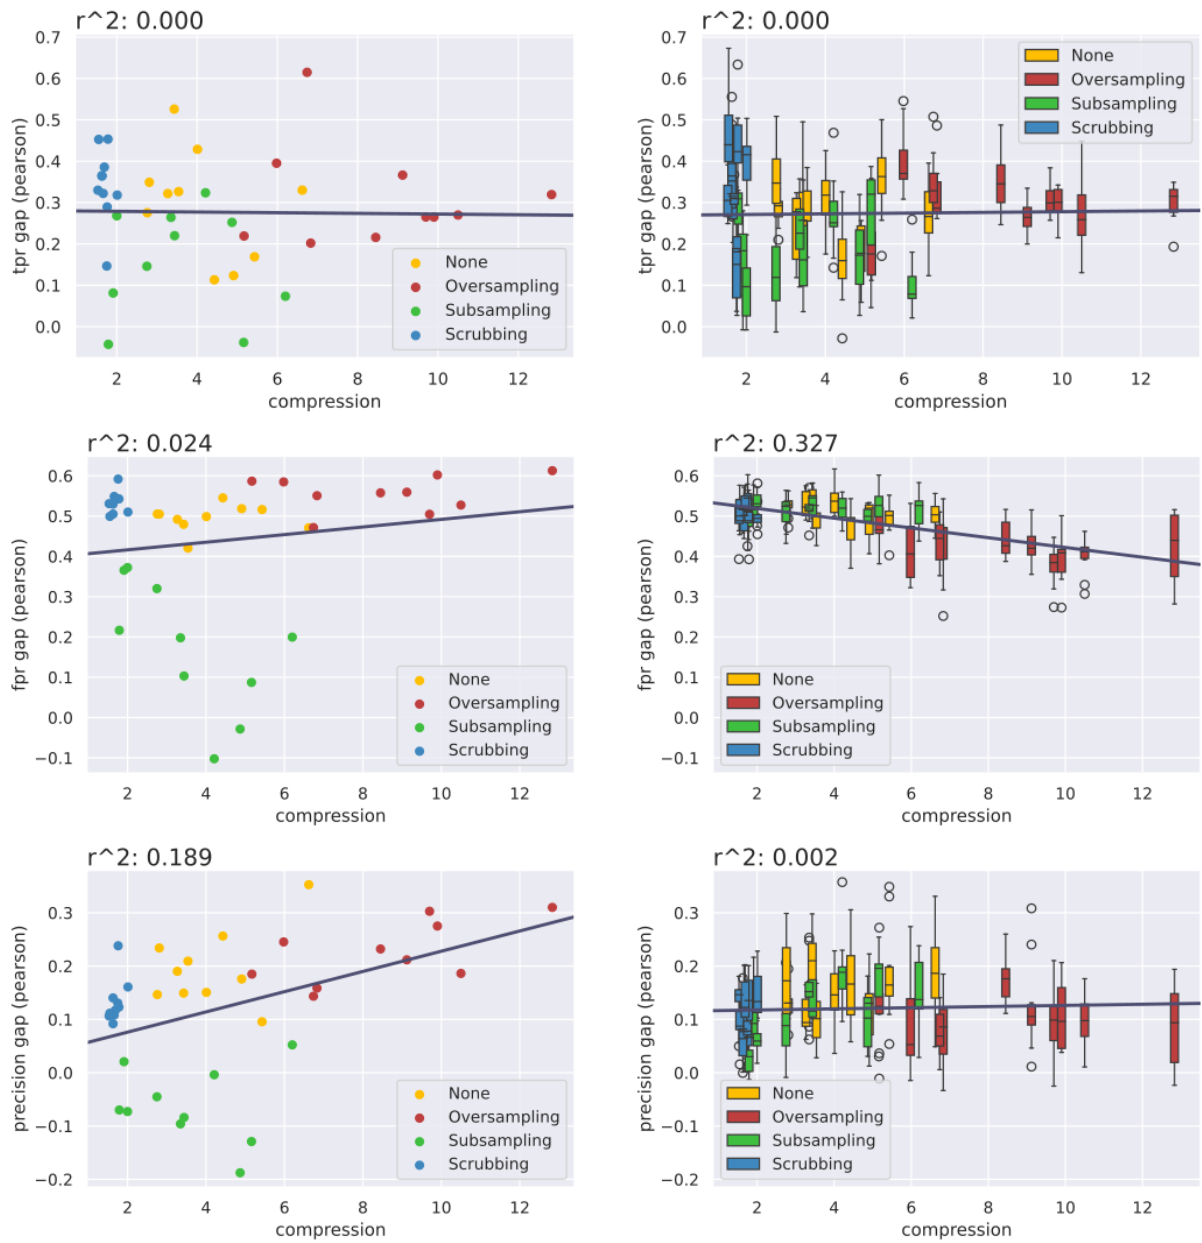 r^2: 0.000
0.7
0.6
0.5
0.4
0.3
0.2
0.1
0.0
tpr gap (pearson)
None
Oversampling
Subsampling
Scrubbing
2 4 6 8 10 12
compression
r^2: 0.000
0.7
0.6
0.5
0.4
0.3
0.2
0.1
0.0
tpr gap (pearson)
None
Oversampling
Subsampling
Scrubbing
2 4 6 8 10 12
compression
r^2: 0.024
0.6
0.5
0.4
0.3
0.2
0.1
0.0
−0.1
fpr gap (pearson)
None
Oversampling
Subsampling
Scrubbing
2 4 6 8 10 12
compression
r^2: 0.327
0.6
0.5
0.4
0.3
0.2
0.1
0.0
−0.1
fpr gap (pearson)
None
Oversampling
Subsampling
Scrubbing
2 4 6 8 10 12
compression
r^2: 0.189
0.3
0.2
0.1
0.0
−0.1
−0.2
precision gap (pearson)
None
Oversampling
Subsampling
Scrubbing
2 4 6 8 10 12
compression
r^2: 0.002
0.3
0.2
0.1
0.0
−0.1
−0.2
precision gap (pearson)
None
Oversampling
Subsampling
Scrubbing
2 4 6 8 10 12
compression